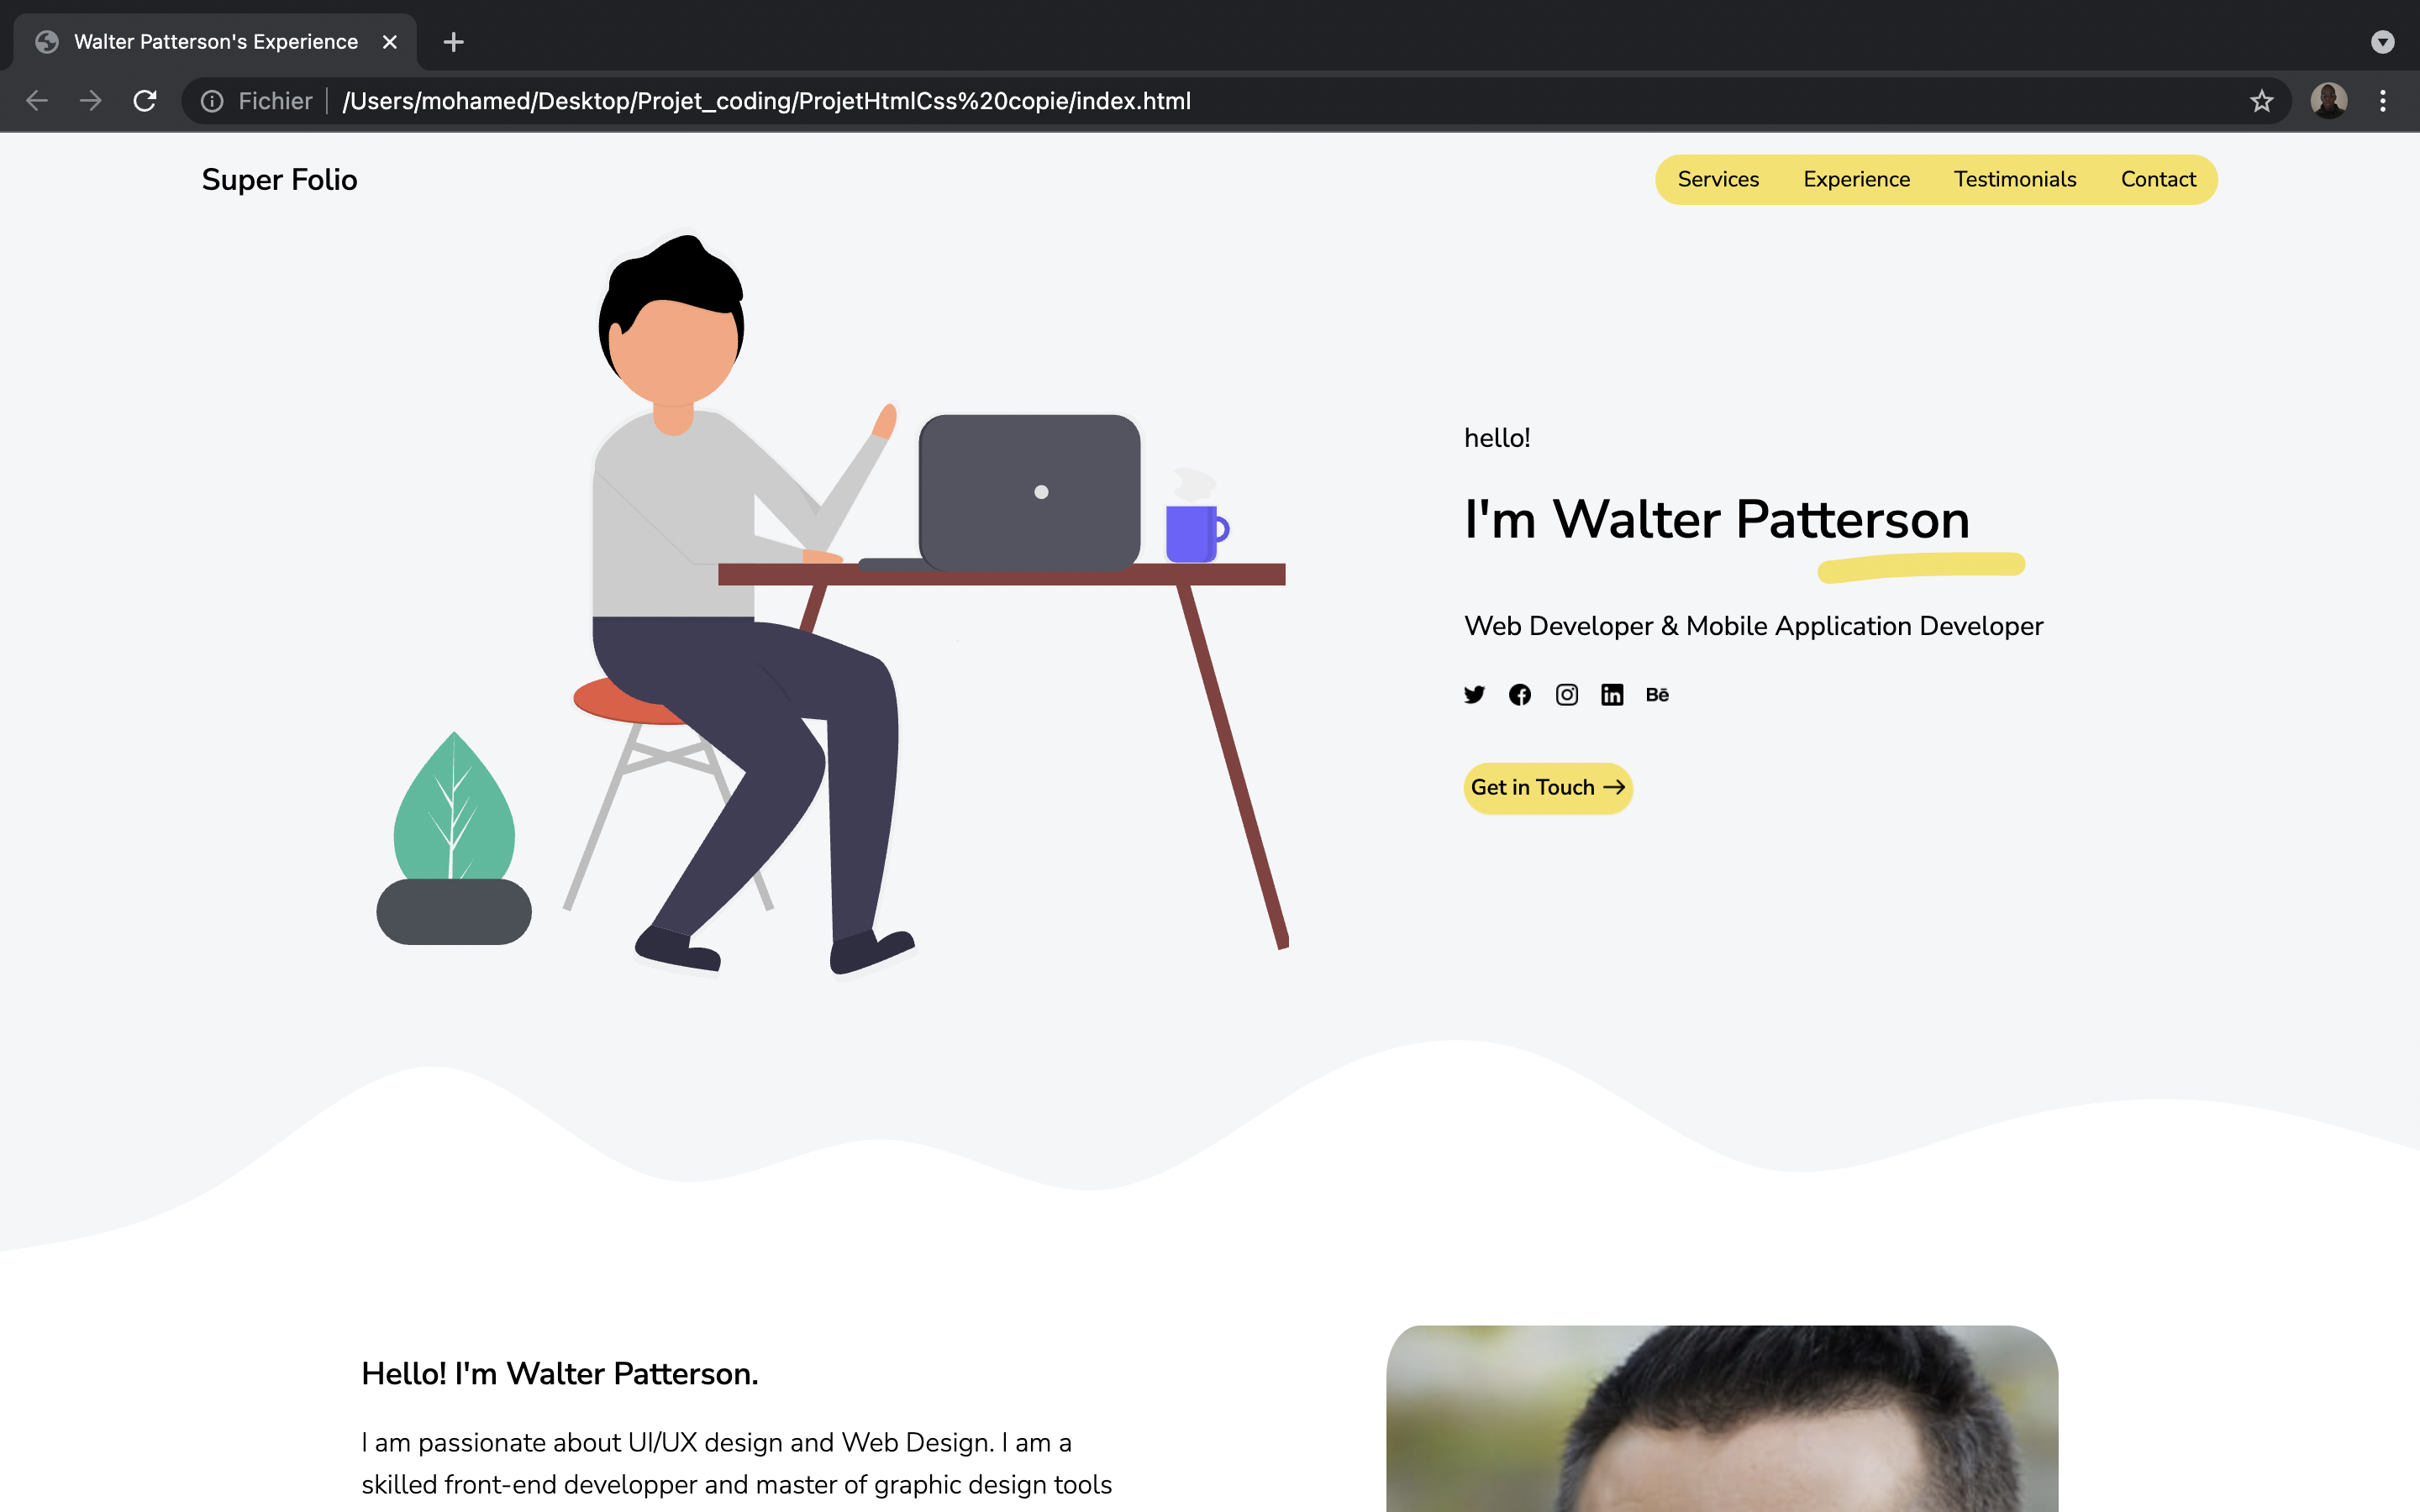 Walter Patterson's Experience
Fichier /Users/mohamed/Desktop/Projet_coding/ProjetHtmlCss%20copie/index.html
Super Folio
Services Experience Testimonials Contact
hello!
I'm Walter Patterson
Web Developer & Mobile Application Developer
in Bē
Get in Touch →
Hello! I'm Walter Patterson.
I am passionate about UI/UX design and Web Design. I am a
skilled front-end developper and master of graphic design tools